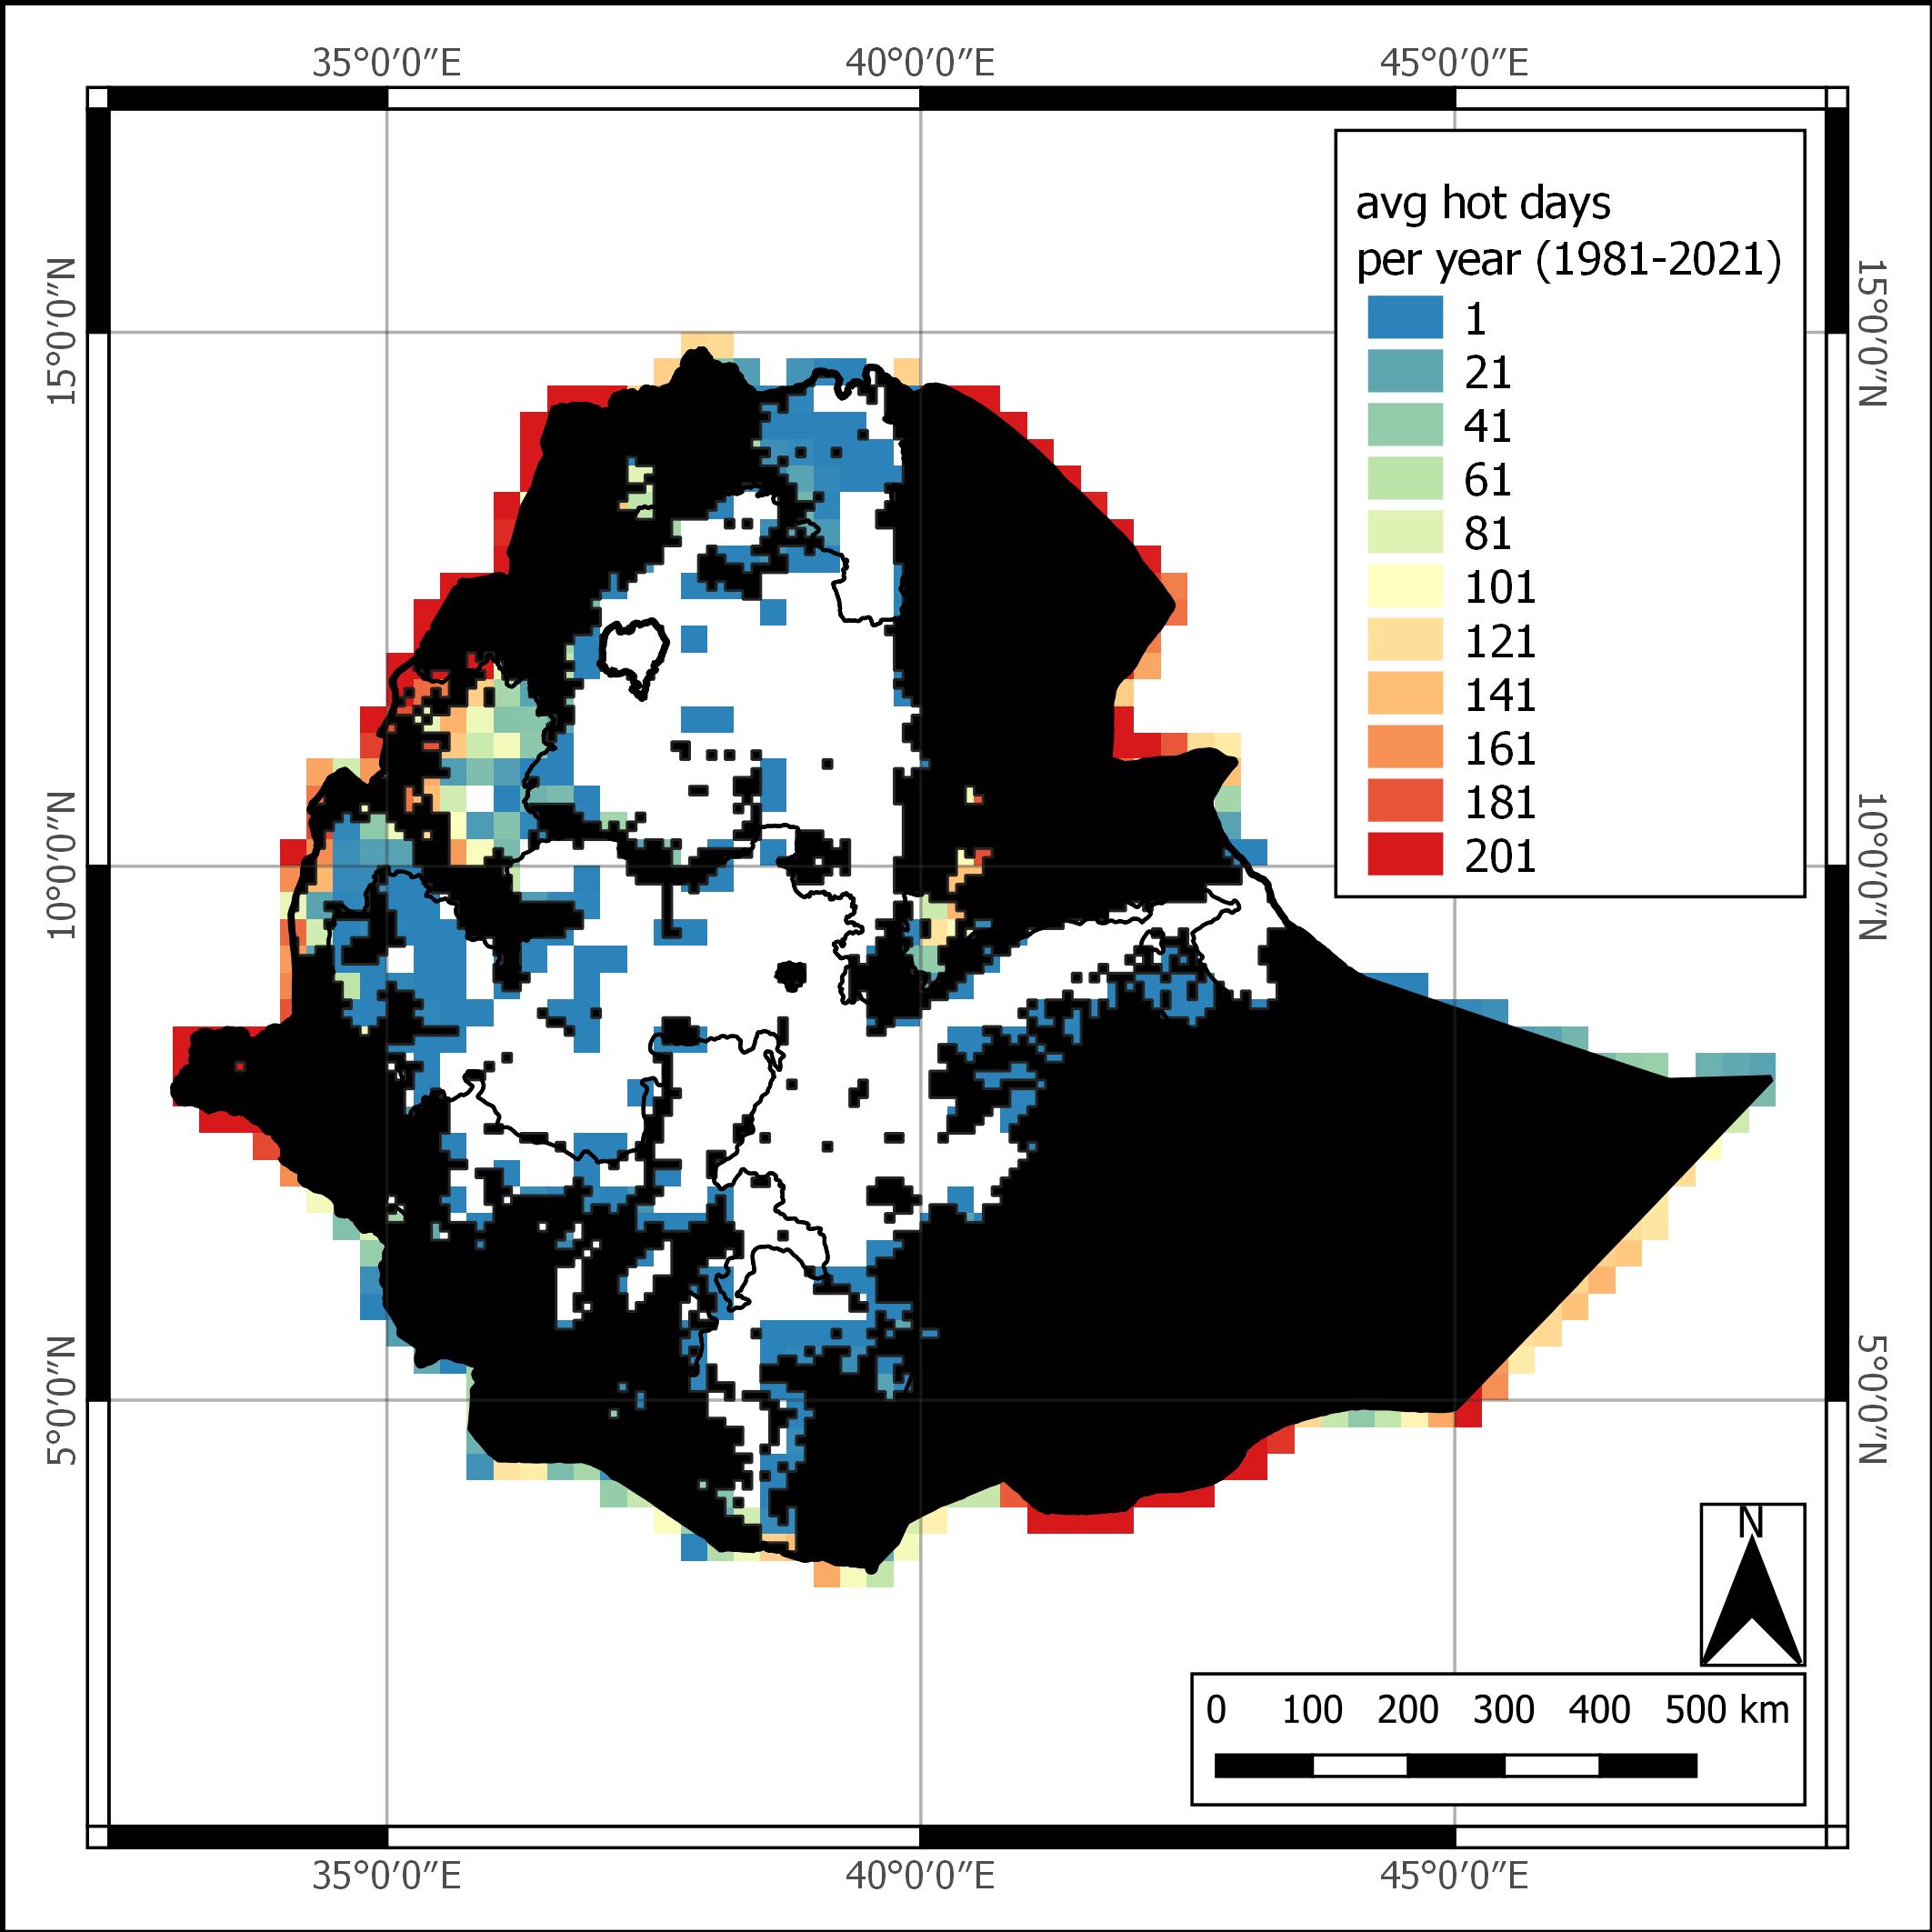 35°0′0″E 40°0′0″E 45°0′0″E
avg hot days
per year (1981-2021)
1
21
41
61
81
101
121
141
161
181
201
15°0′0″N 15°0′0″N
10°0′0″N 10°0′0″N
5°0′0″N 5°0′0″N
N
0 100 200 300 400 500 km
35°0′0″E 40°0′0″E 45°0′0″E